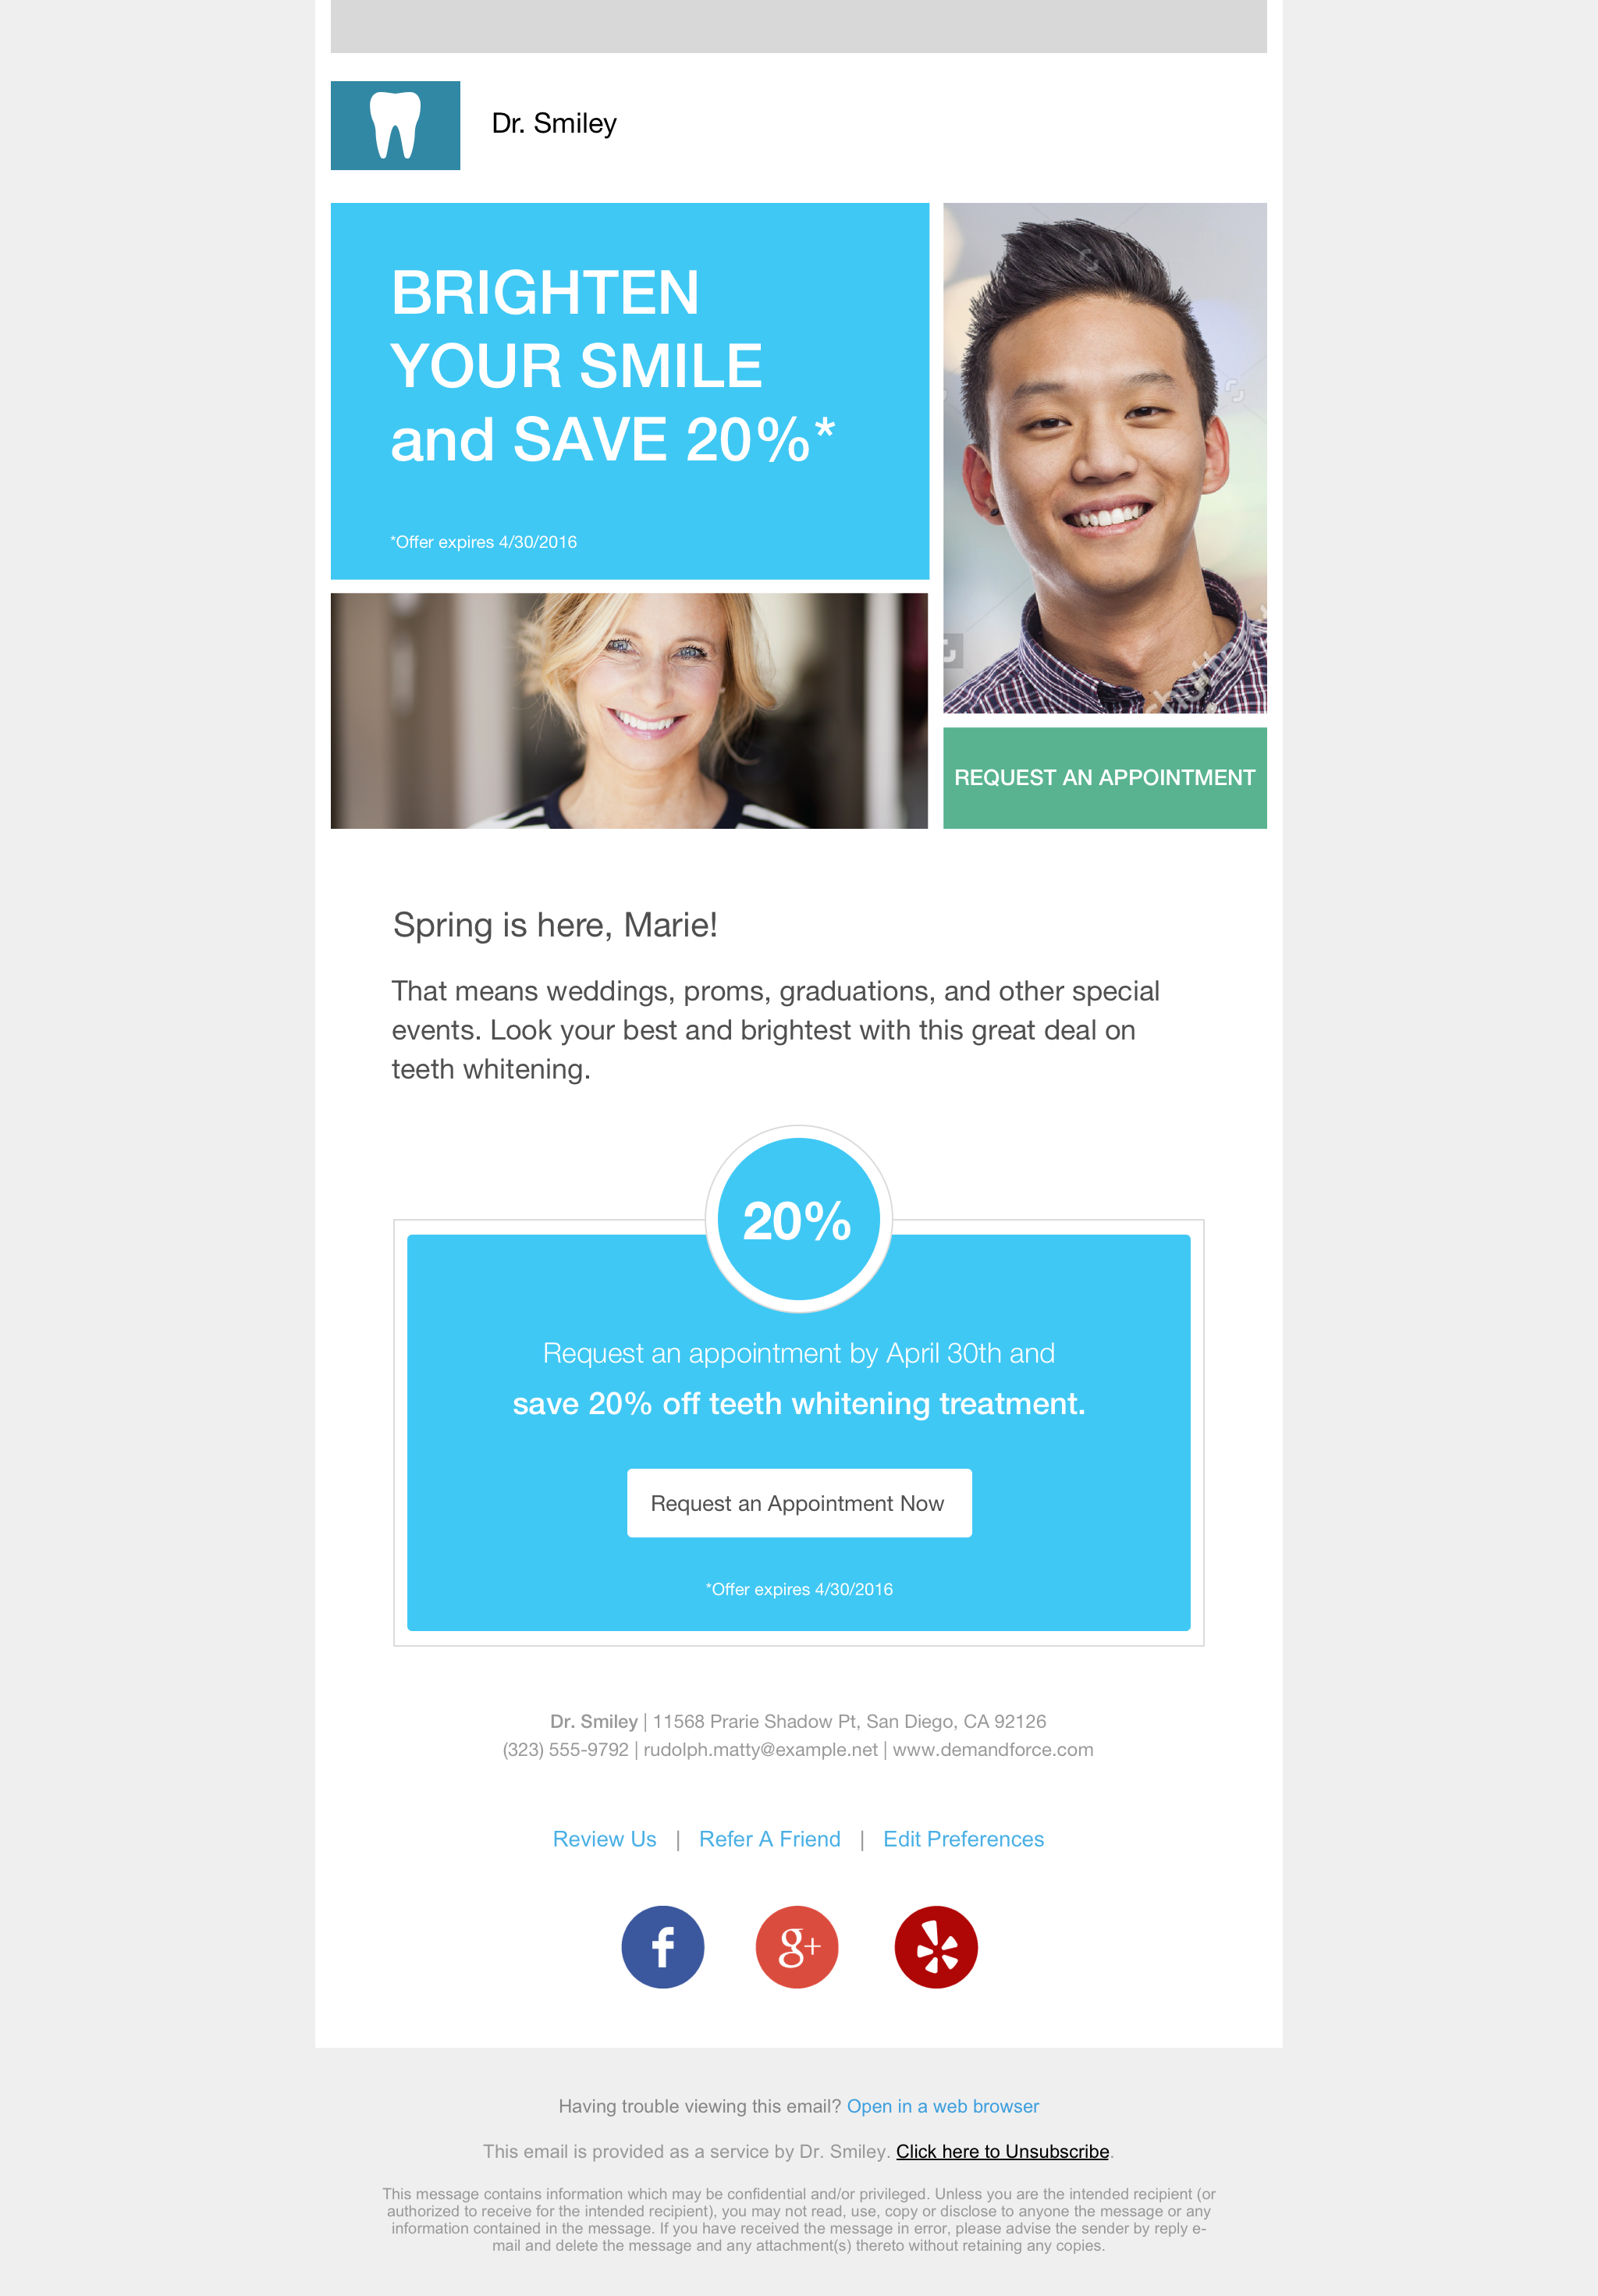 Dr. Smiley
BRIGHTEN
YOUR SMILE
and SAVE 20%*
*Offer expires 4/30/2016
REQUEST AN APPOINTMENT
Spring is here, Marie!
That means weddings, proms, graduations, and other special
events. Look your best and brightest with this great deal on
teeth whitening.
20%
Request an appointment by April 30th and
save 20% off teeth whitening treatment.
Request an Appointment Now
*Offer expires 4/30/2016
Dr. Smiley | 11568 Prarie Shadow Pt, San Diego, CA 92126
(323) 555-9792 | rudolph.matty@example.net | www.demandforce.com
Review Us | Refer A Friend | Edit Preferences
f g+
Having trouble viewing this email? Open in a web browser
This email is provided as a service by Dr. Smiley. Click here to Unsubscribe.
This message contains information which may be confidential and/or privileged. Unless you are the intended recipient (or
authorized to receive for the intended recipient), you may not read, use, copy or disclose to anyone the message or any
information contained in the message. If you have received the message in error, please advise the sender by reply e-
mail and delete the message and any attachment(s) thereto without retaining any copies.